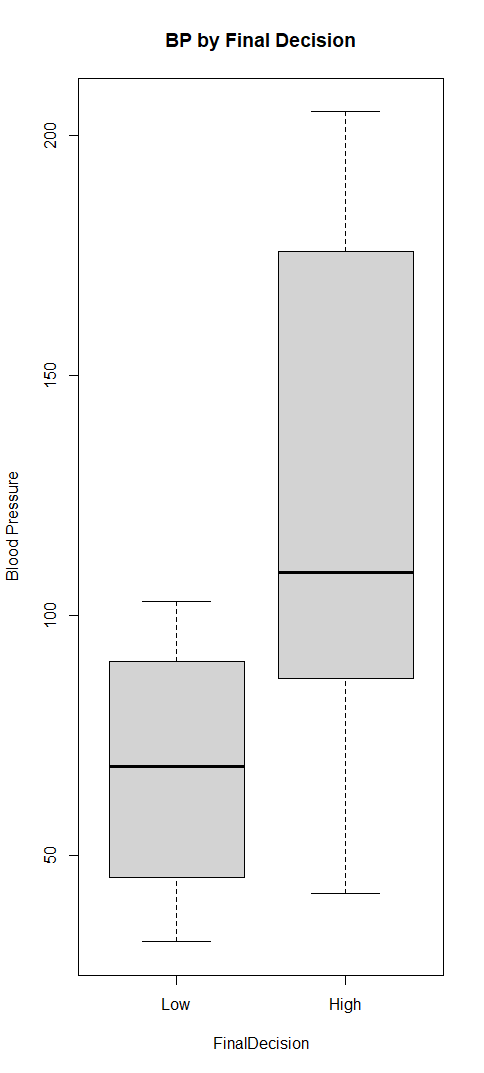 BP by Final Decision
200
150
100
50
Blood Pressure
Low High
FinalDecision